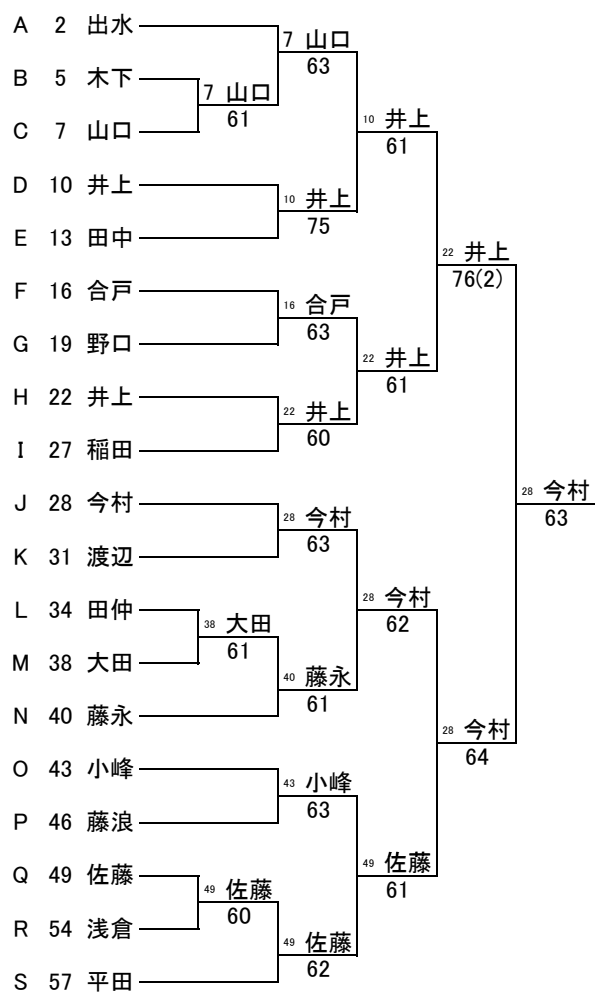 A 2 出水
7 山口
63
B 5 木下
7 山口
61
C 7 山口
10 井上
61
D 10 井上
10 井上
75
E 13 田中
22 井上
76(2)
F 16 合戸
16 合戸
63
G 19 野口
22 井上
61
H 22 井上
22 井上
60
I 27 稲田
J 28 今村
28 今村
63
28 今村
63
K 31 渡辺
L 34 田仲
38 大田
61
28 今村
62
M 38 大田
40 藤永
61
N 40 藤永
28 今村
64
O 43 小峰
43 小峰
63
P 46 藤浪
49 佐藤
61
Q 49 佐藤
49 佐藤
60
R 54 浅倉
49 佐藤
62
S 57 平田